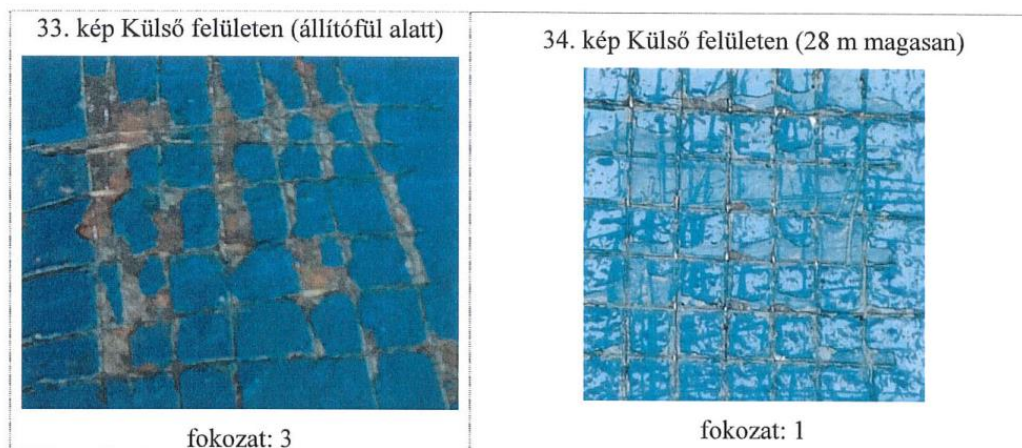 33. kép Külső felületen (állítófül alatt)
fokozat: 3
34. kép Külső felületen (28 m magasan)
fokozat: 1